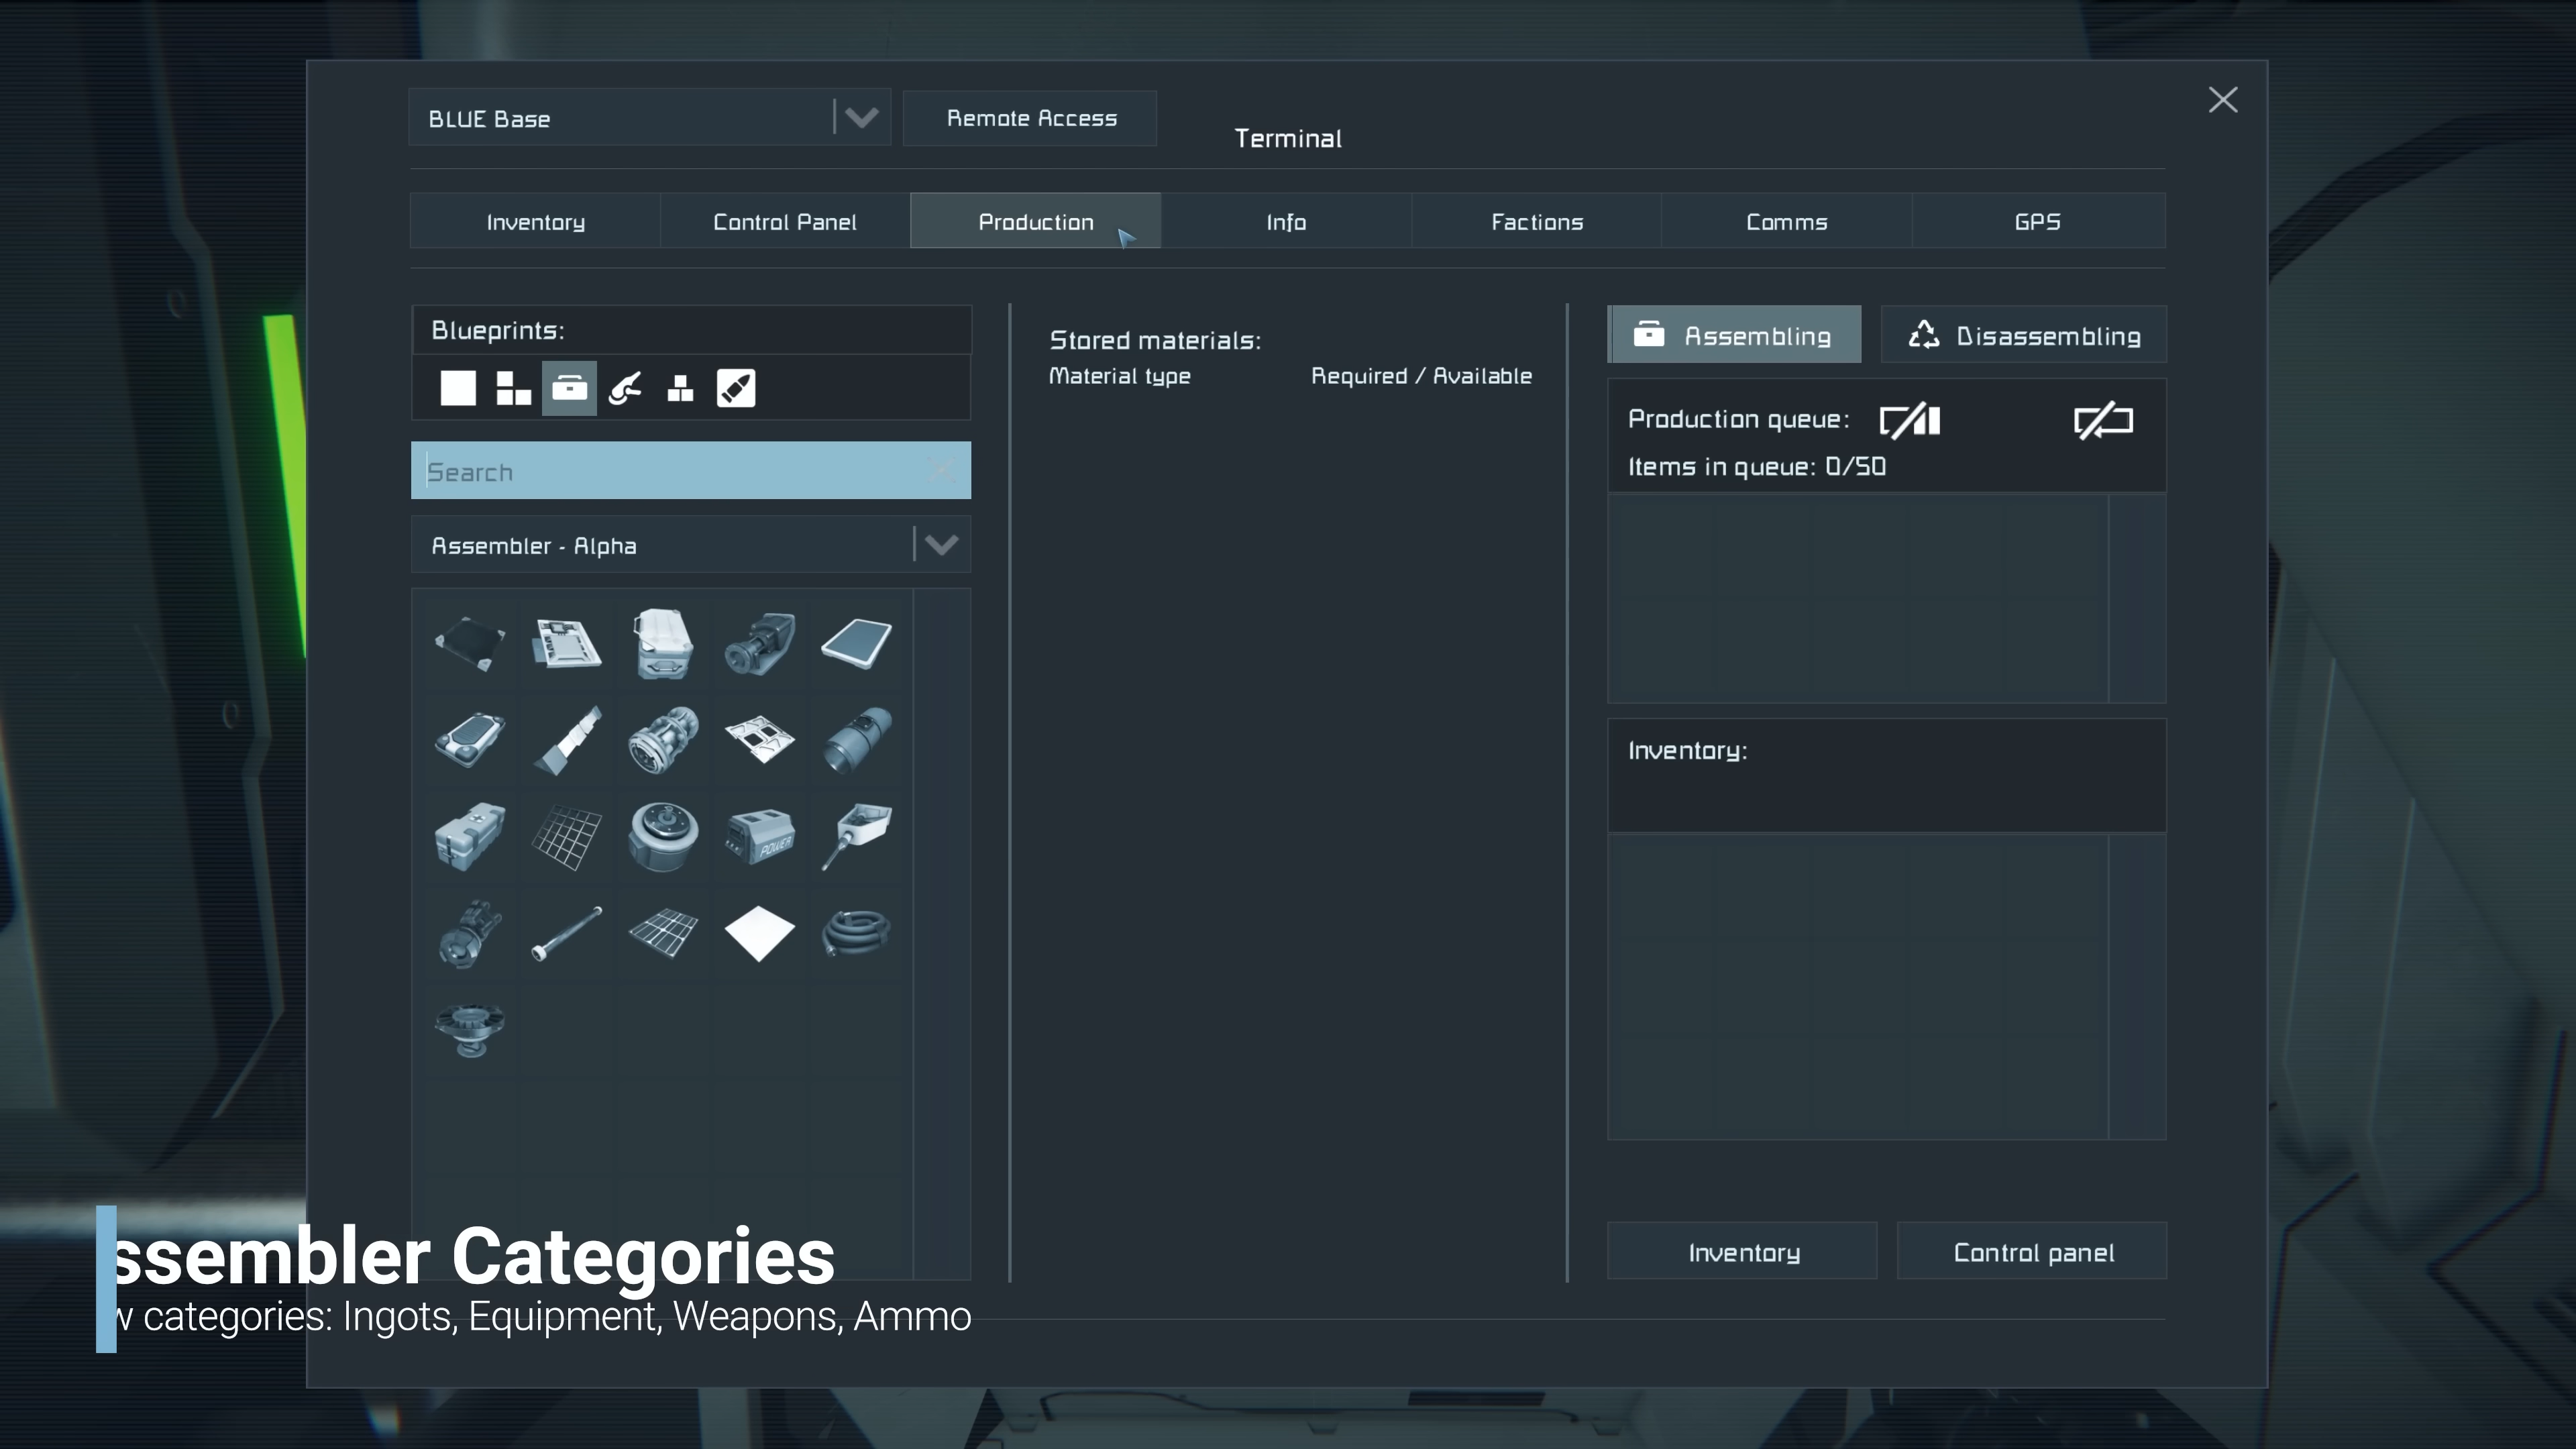 BLUE Base
Remote Access
Terminal
Inventory
Control Panel
Production
Info
Factions
Comms
GPS
Blueprints:
Search
Assembler - Alpha
POWER
Stored materials:
Material type
Required / Available
Assembling
Disassembling
Production queue:
Items in queue: 0/50
Inventory:
Inventory
Control panel
ssembler Categories
w categories: Ingots, Equipment, Weapons, Ammo